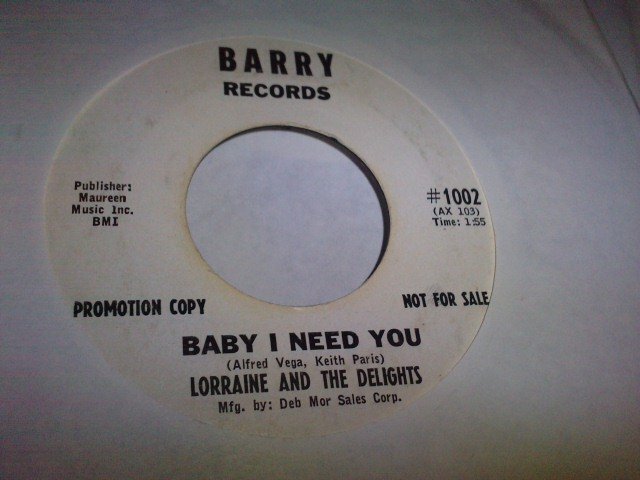 BARRY
RECORDS
Publisher:
Maureen
Music Inc.
BMI
#1002
(AX 103)
Time: 1:55
PROMOTION COPY
NOT FOR SALE
BABY I NEED YOU
(Alfred Vega, Keith Paris)
LORRAINE AND THE DELIGHTS
Mfg. by: Deb Mor Sales Corp.